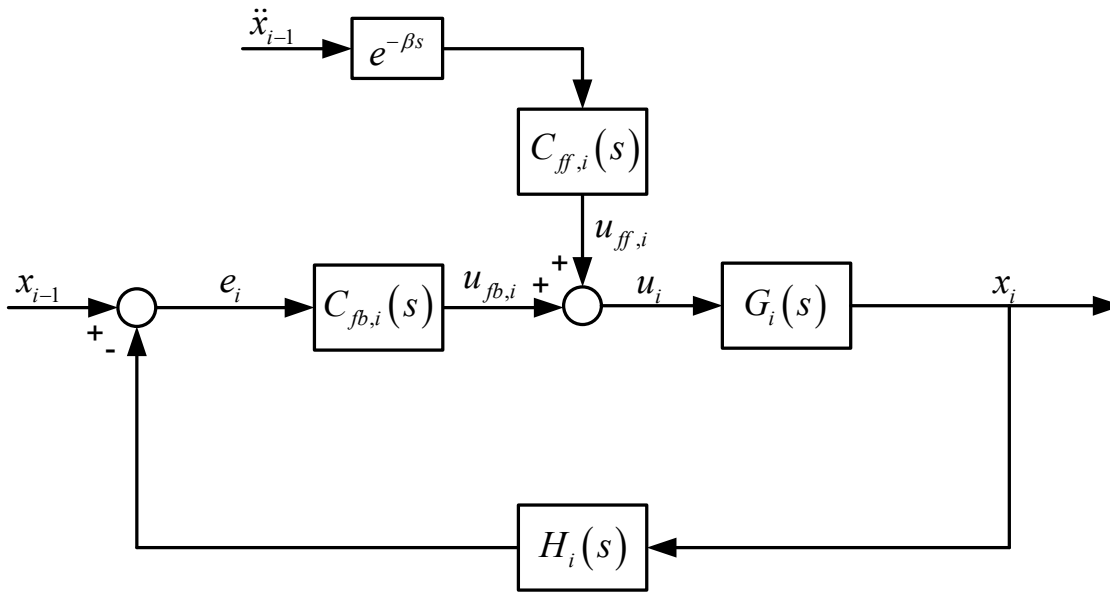 ẍ_{i-1}
e^{-βs}
C_{ff,i}(s)
u_{ff,i}
x_{i-1}
+
-
e_i
C_{fb,i}(s)
u_{fb,i}
+
+
u_i
G_i(s)
x_i
H_i(s)